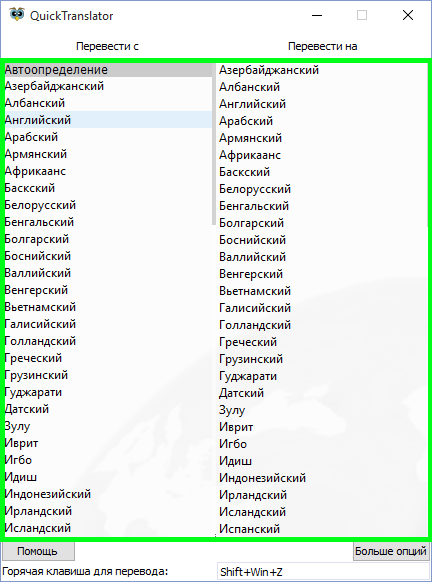 QuickTranslator
Перевести с Перевести на
Автоопределение Азербайджанский
Азербайджанский Албанский
Албанский Английский
Английский Арабский
Арабский Армянский
Армянский Африкаанс
Африкаанс Баскский
Баскский Белорусский
Белорусский Бенгальский
Бенгальский Болгарский
Болгарский Боснийский
Боснийский Валлийский
Валлийский Венгерский
Венгерский Вьетнамский
Вьетнамский Галисийский
Галисийский Голландский
Голландский Греческий
Греческий Грузинский
Грузинский Гуджарати
Гуджарати Датский
Датский Зулу
Зулу Иврит
Иврит Игбо
Игбо Идиш
Идиш Индонезийский
Индонезийский Ирландский
Ирландский Исландский
Исландский Испанский
Помощь Больше опций
Горячая клавиша для перевода: Shift+Win+Z